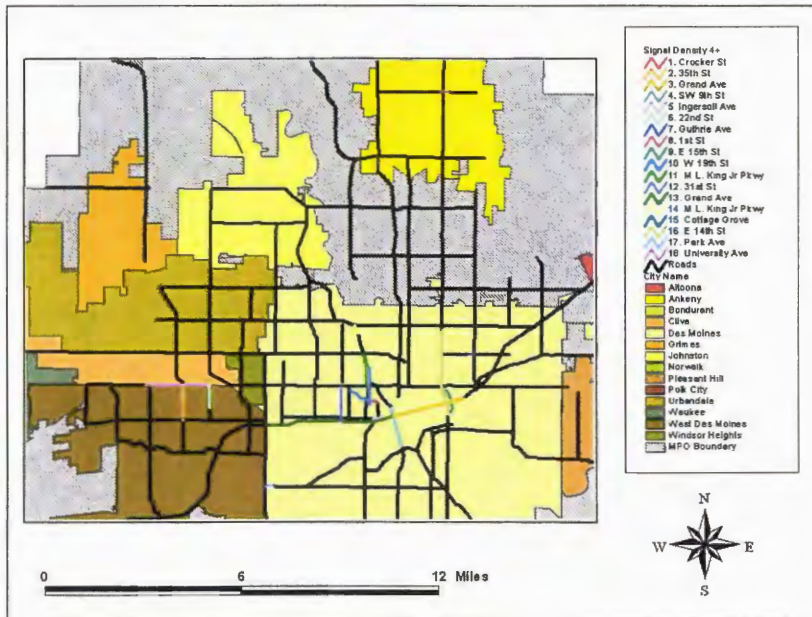 Signal Density 4+
1. Crocker St
2. 35th St
3. Grand Ave
4. SW 9th St
5 Ingersoll Ave
6. 22nd St
7. Guthrie Ave
8. 1st St
9. E 15th St
10 W 19th St
11 M L. King Jr Pkwy
12. 31st St
13. Grand Ave
14 M L. King Jr Pkwy
15 Cottage Grove
16 E 14th St
17. Park Ave
18 University Ave
Roads
City Name
Altoona
Ankeny
Bondurant
Clive
Des Moines
Grimes
Johnston
Norwalk
Pleasant Hill
Polk City
Urbandale
Waukee
West Des Moines
Windsor Heights
MPO Boundary
N
W E
S
0 6 12 Miles